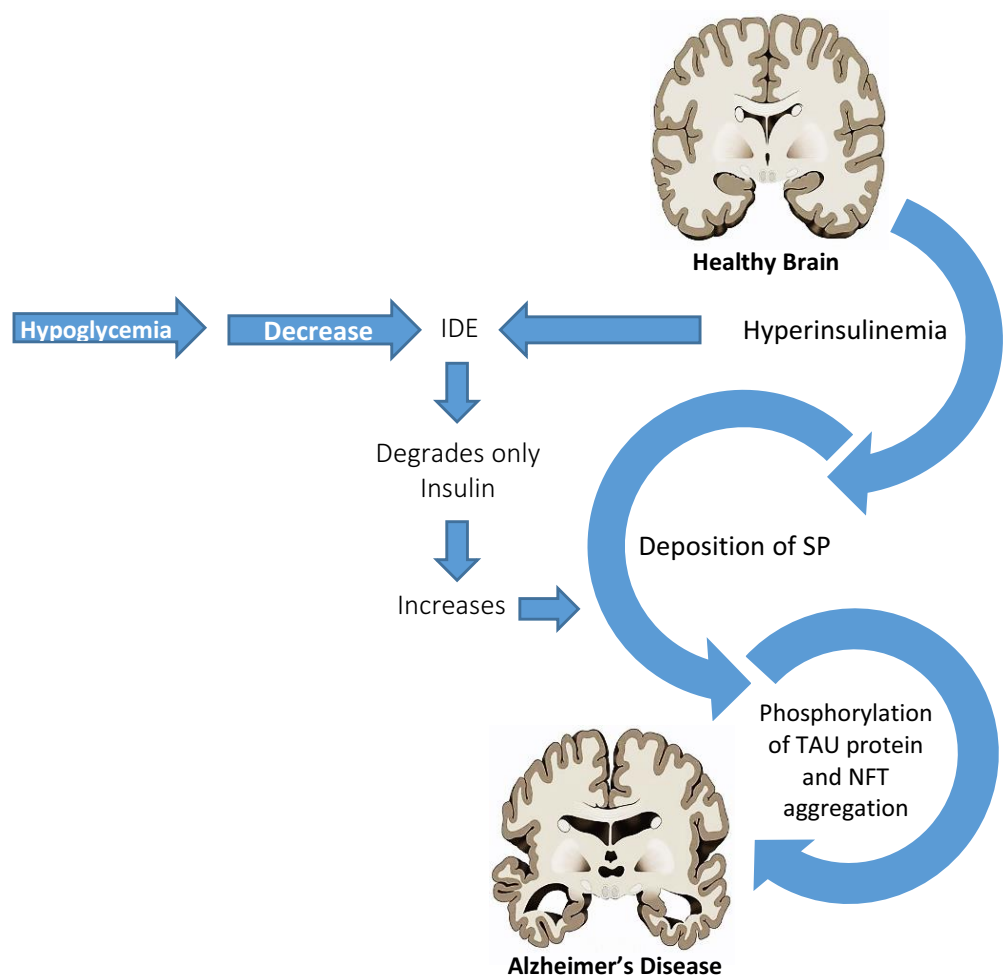 Healthy Brain
Hypoglycemia
Decrease
IDE
Hyperinsulinemia
Degrades only
Insulin
Deposition of SP
Increases
Phosphorylation
of TAU protein
and NFT
aggregation
Alzheimer’s Disease